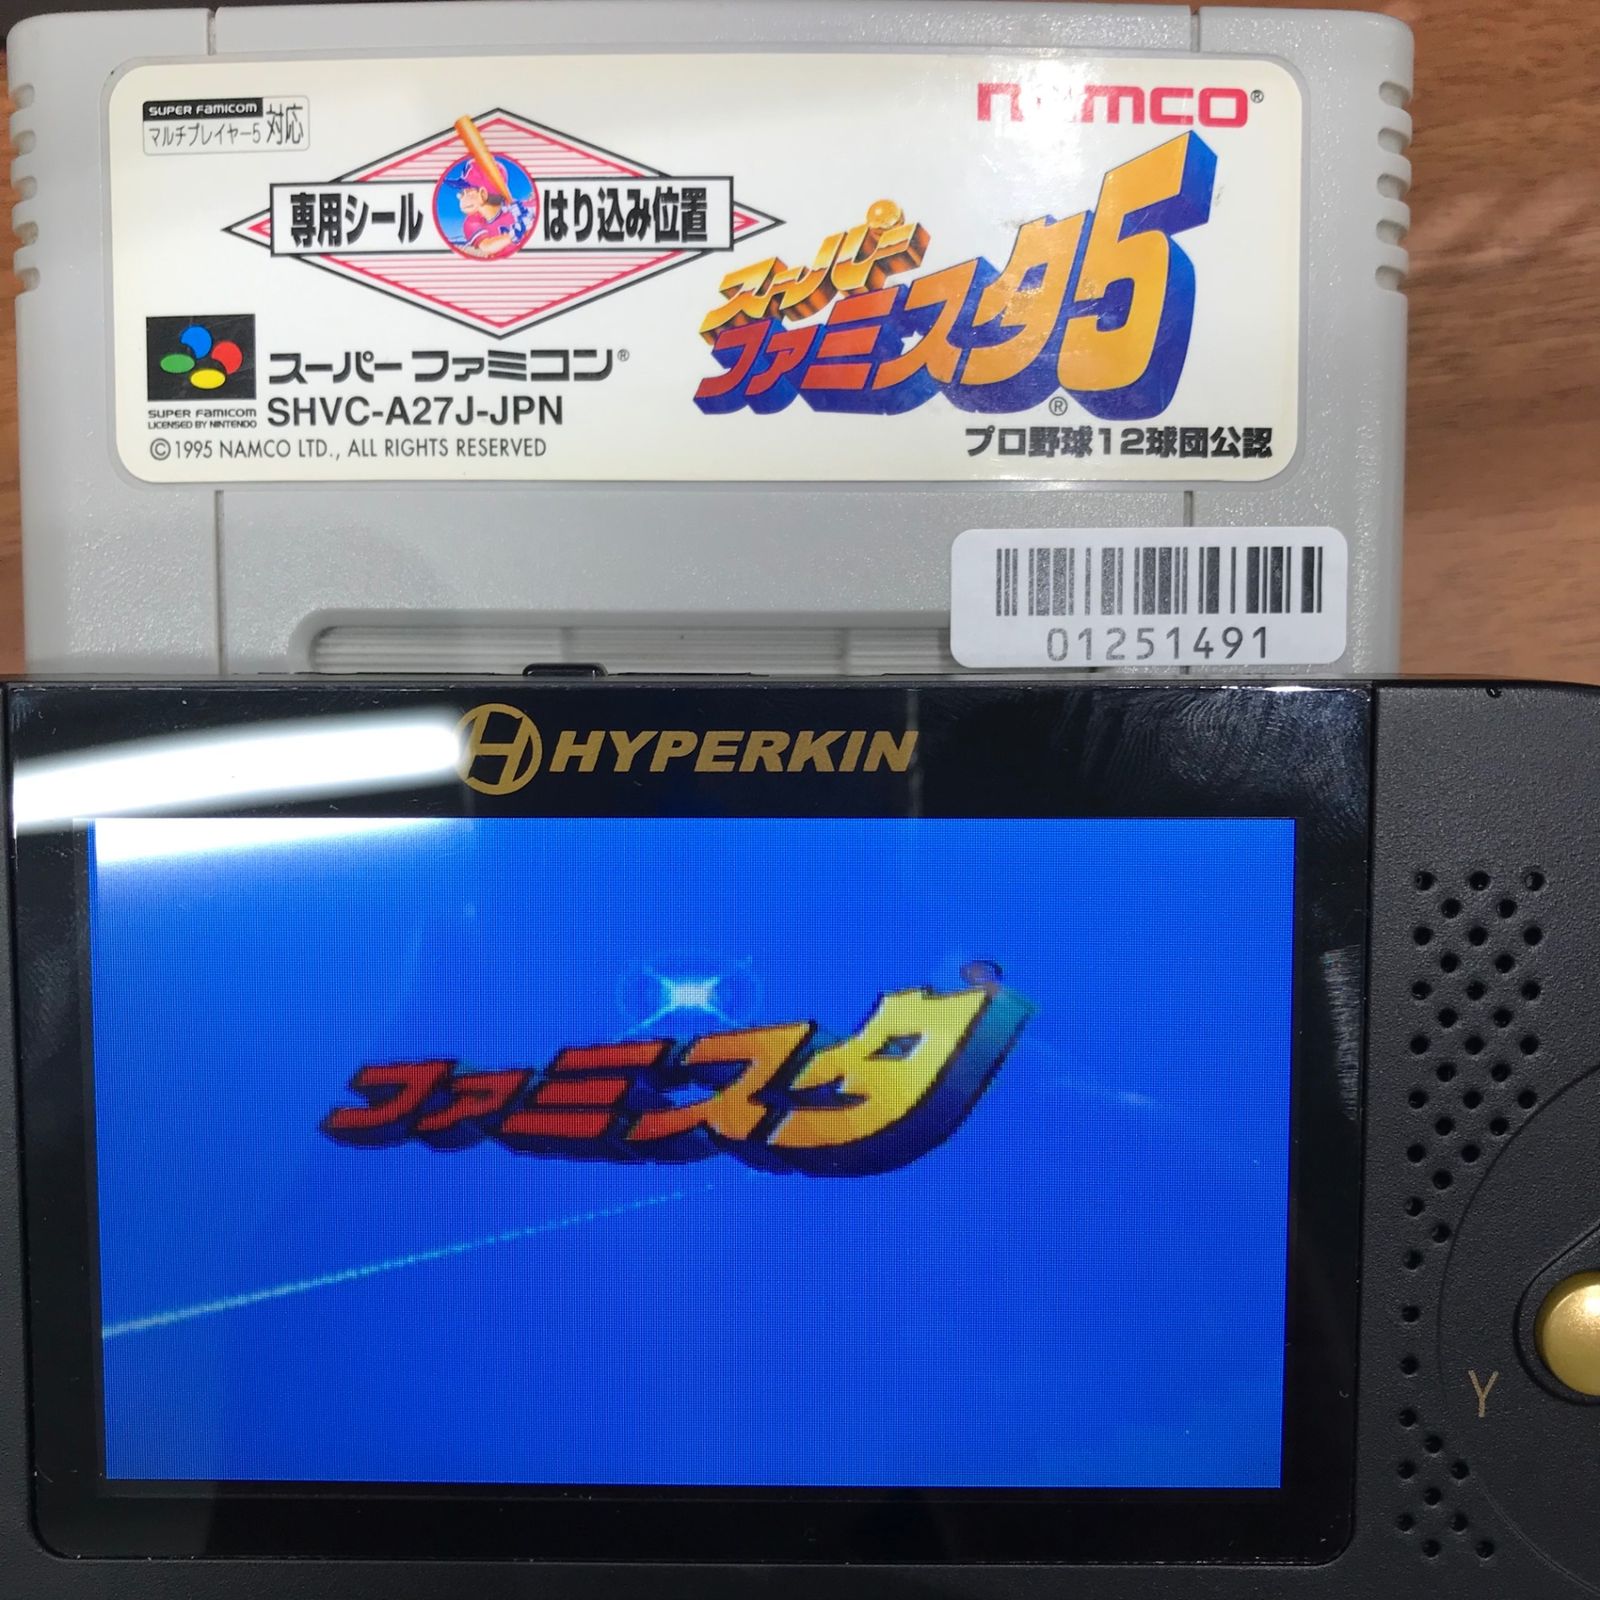 SUPER FAMICOM
マルチプレイヤー5 対応
namco®
専用シール はり込み位置
スーパー
ファミスタ5
®
スーパーファミコン®
SUPER FAMICOM
LICENSED BY NINTENDO
SHVC-A27J-JPN
©1995 NAMCO LTD., ALL RIGHTS RESERVED
プロ野球12球団公認
01251491
HYPERKIN
ファミスタ
Y